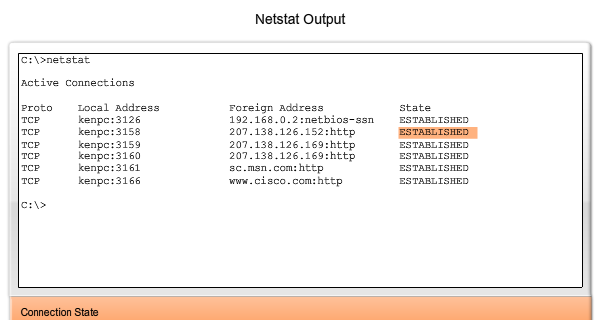 Netstat Output
C:\>netstat
Active Connections
Proto Local Address Foreign Address State
TCP kenpc:3126 192.168.0.2:netbios-ssn ESTABLISHED
TCP kenpc:3158 207.138.126.152:http ESTABLISHED
TCP kenpc:3159 207.138.126.169:http ESTABLISHED
TCP kenpc:3160 207.138.126.169:http ESTABLISHED
TCP kenpc:3161 sc.msn.com:http ESTABLISHED
TCP kenpc:3166 www.cisco.com:http ESTABLISHED
C:\>
Connection State